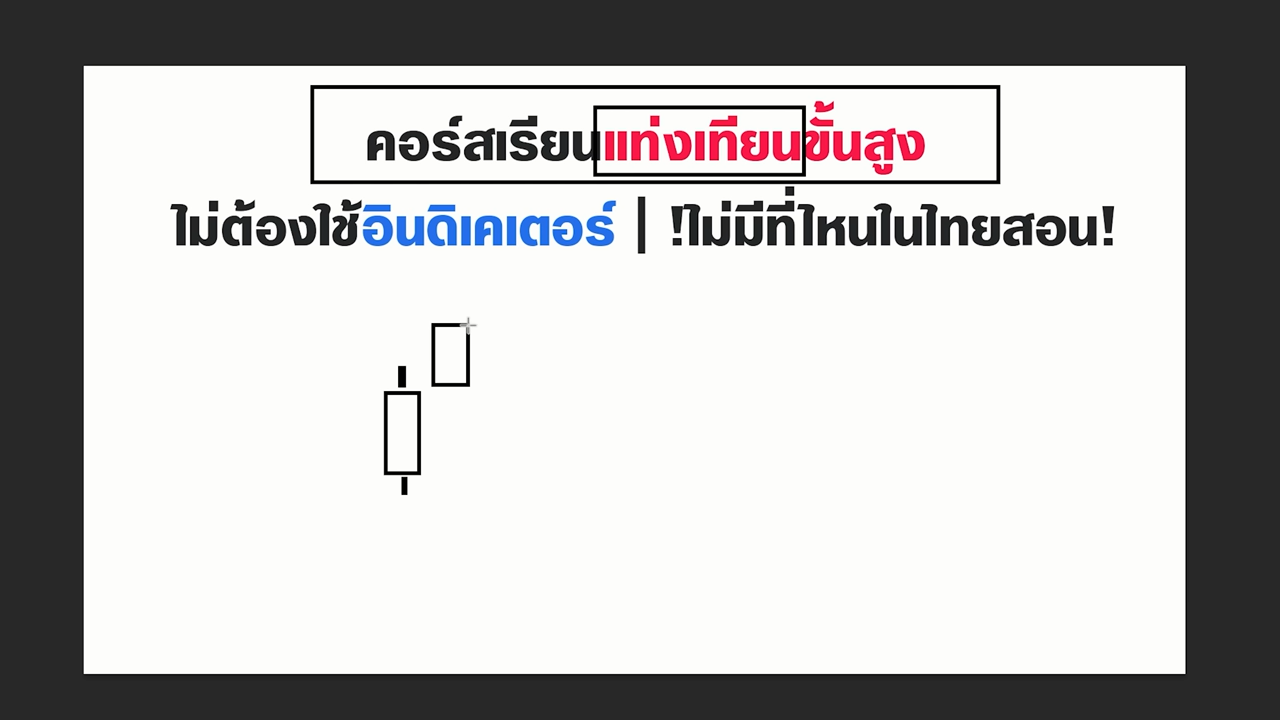 คอร์สเรียนแท่งเทียนขั้นสูง
ไม่ต้องใช้อินดิเคเตอร์ | !ไม่มีที่ไหนในไทยสอน!